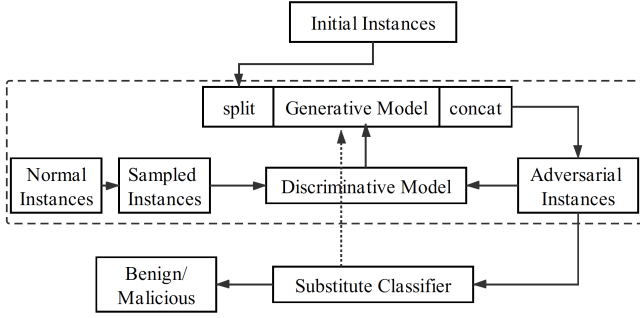 Initial Instances
split
Generative Model
concat
Normal
Instances
Sampled
Instances
Discriminative Model
Adversarial
Instances
Benign/
Malicious
Substitute Classifier